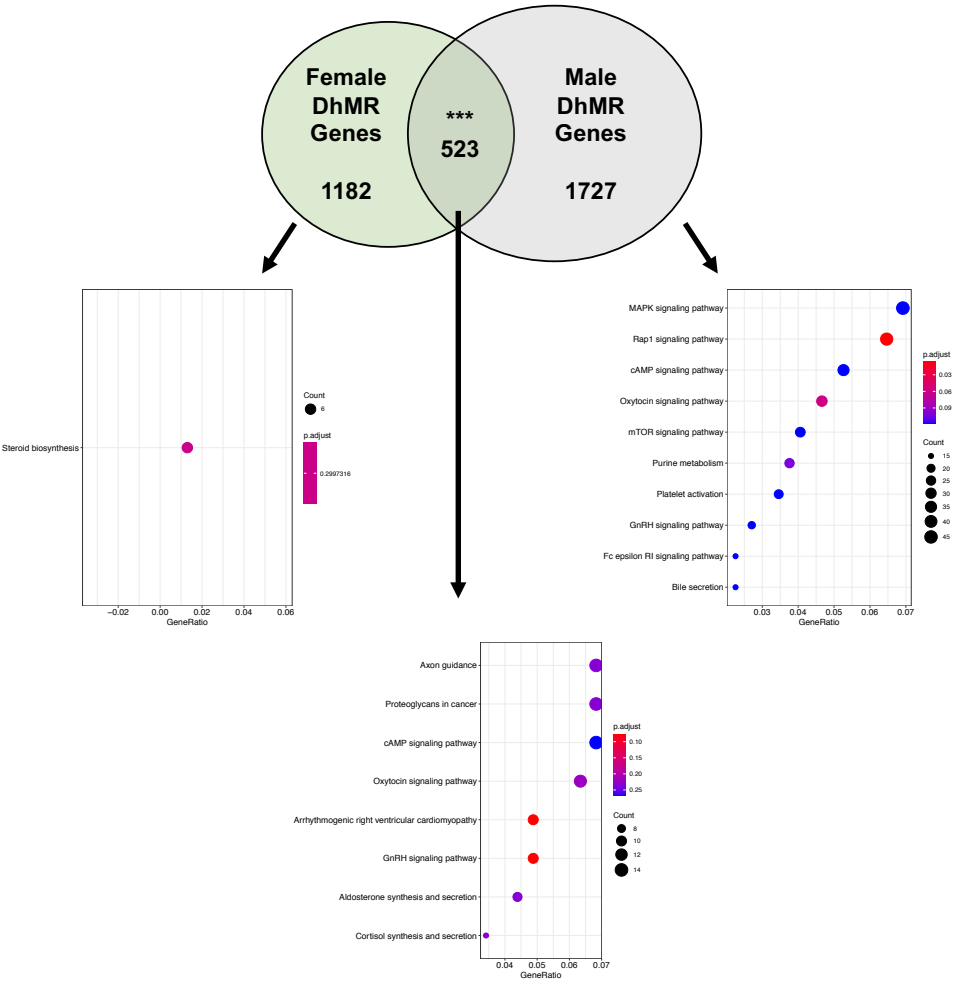 Female
DhMR
Genes
1182
***
523
Male
DhMR
Genes
1727
Steroid biosynthesis
−0.02 0.00 0.02 0.04 0.06
GeneRatio
Count
6
p.adjust
0.2997316
MAPK signaling pathway
Rap1 signaling pathway
cAMP signaling pathway
Oxytocin signaling pathway
mTOR signaling pathway
Purine metabolism
Platelet activation
GnRH signaling pathway
Fc epsilon RI signaling pathway
Bile secretion
0.03 0.04 0.05 0.06 0.07
GeneRatio
p.adjust
0.03
0.06
0.09
Count
15
20
25
30
35
40
45
Axon guidance
Proteoglycans in cancer
cAMP signaling pathway
Oxytocin signaling pathway
Arrhythmogenic right ventricular cardiomyopathy
GnRH signaling pathway
Aldosterone synthesis and secretion
Cortisol synthesis and secretion
0.04 0.05 0.06 0.07
GeneRatio
p.adjust
0.10
0.15
0.20
0.25
Count
8
10
12
14